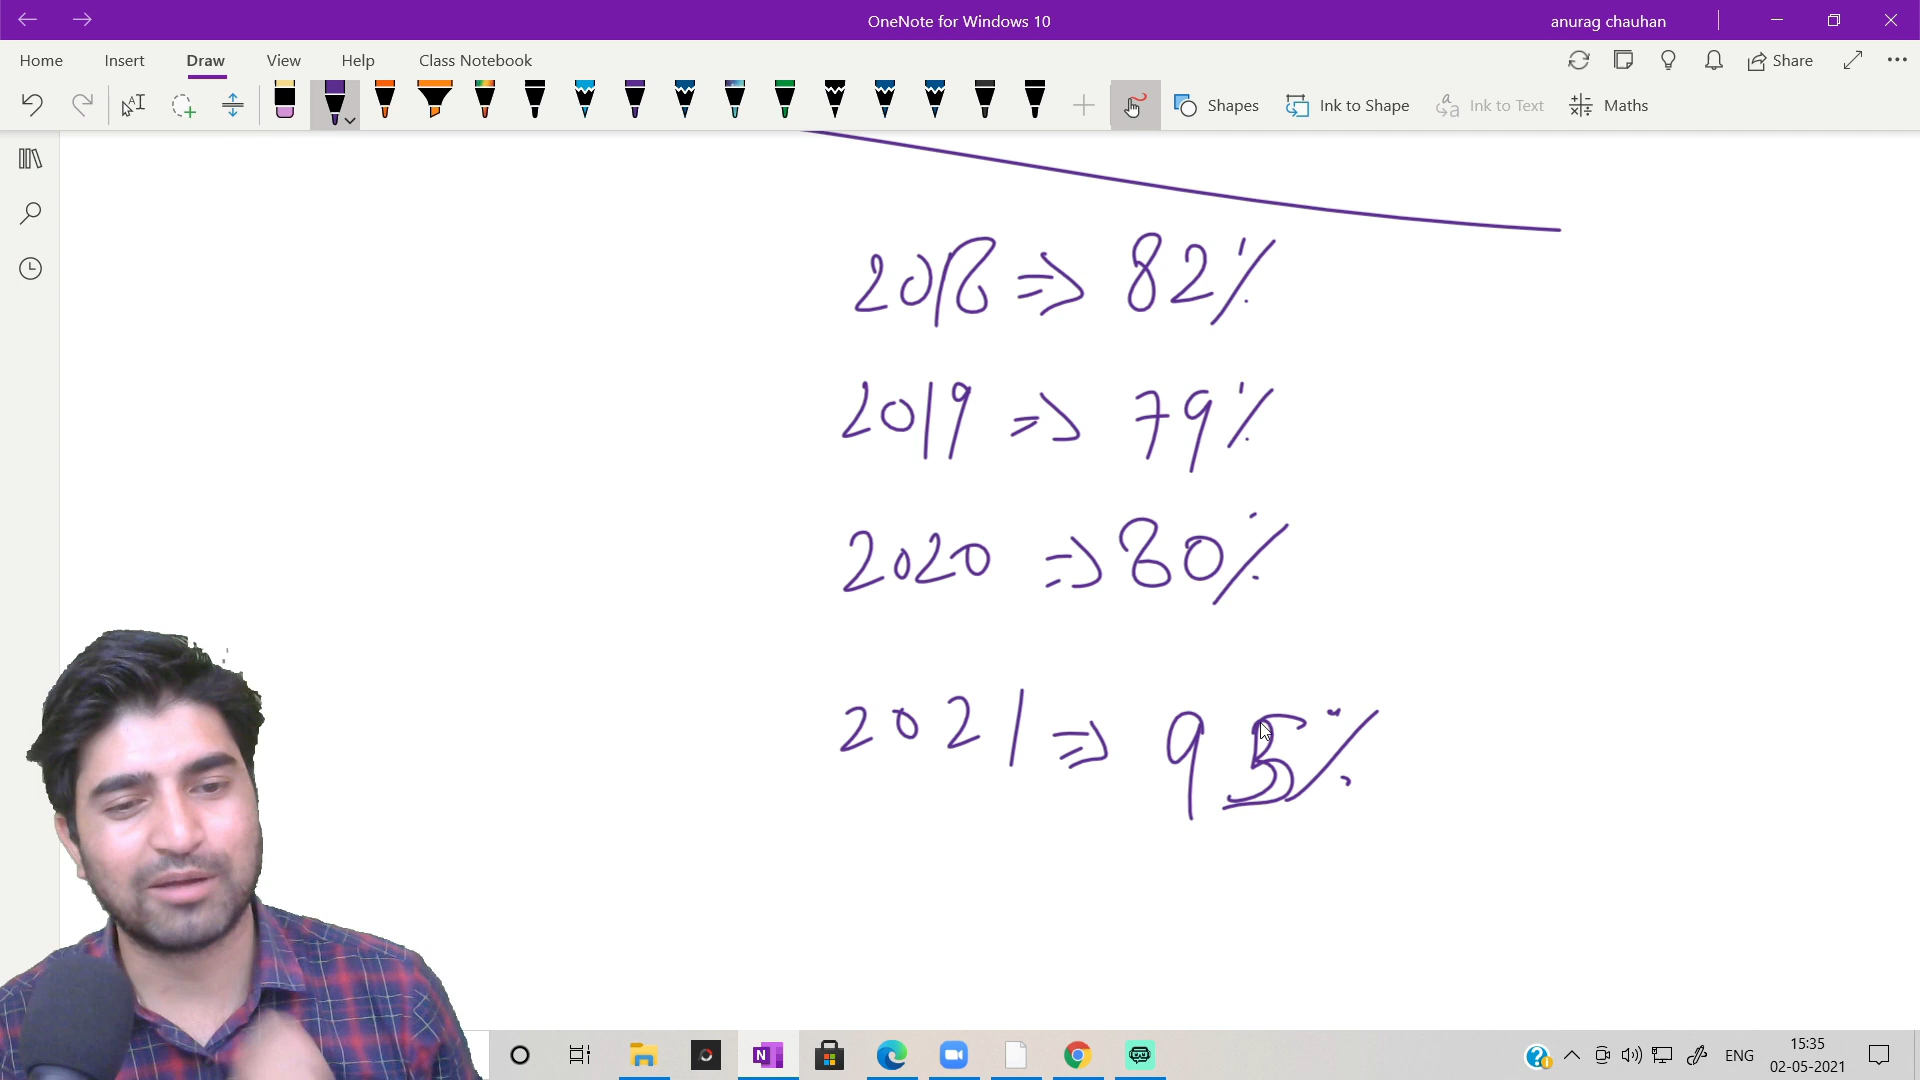 OneNote for Windows 10
anurag chauhan
Home Insert Draw View Help Class Notebook
Share
Shapes Ink to Shape Ink to Text Maths
2018 => 82%
2019 => 79%
2020 => 80%
2021 => 95%
ENG
15:35
02-05-2021